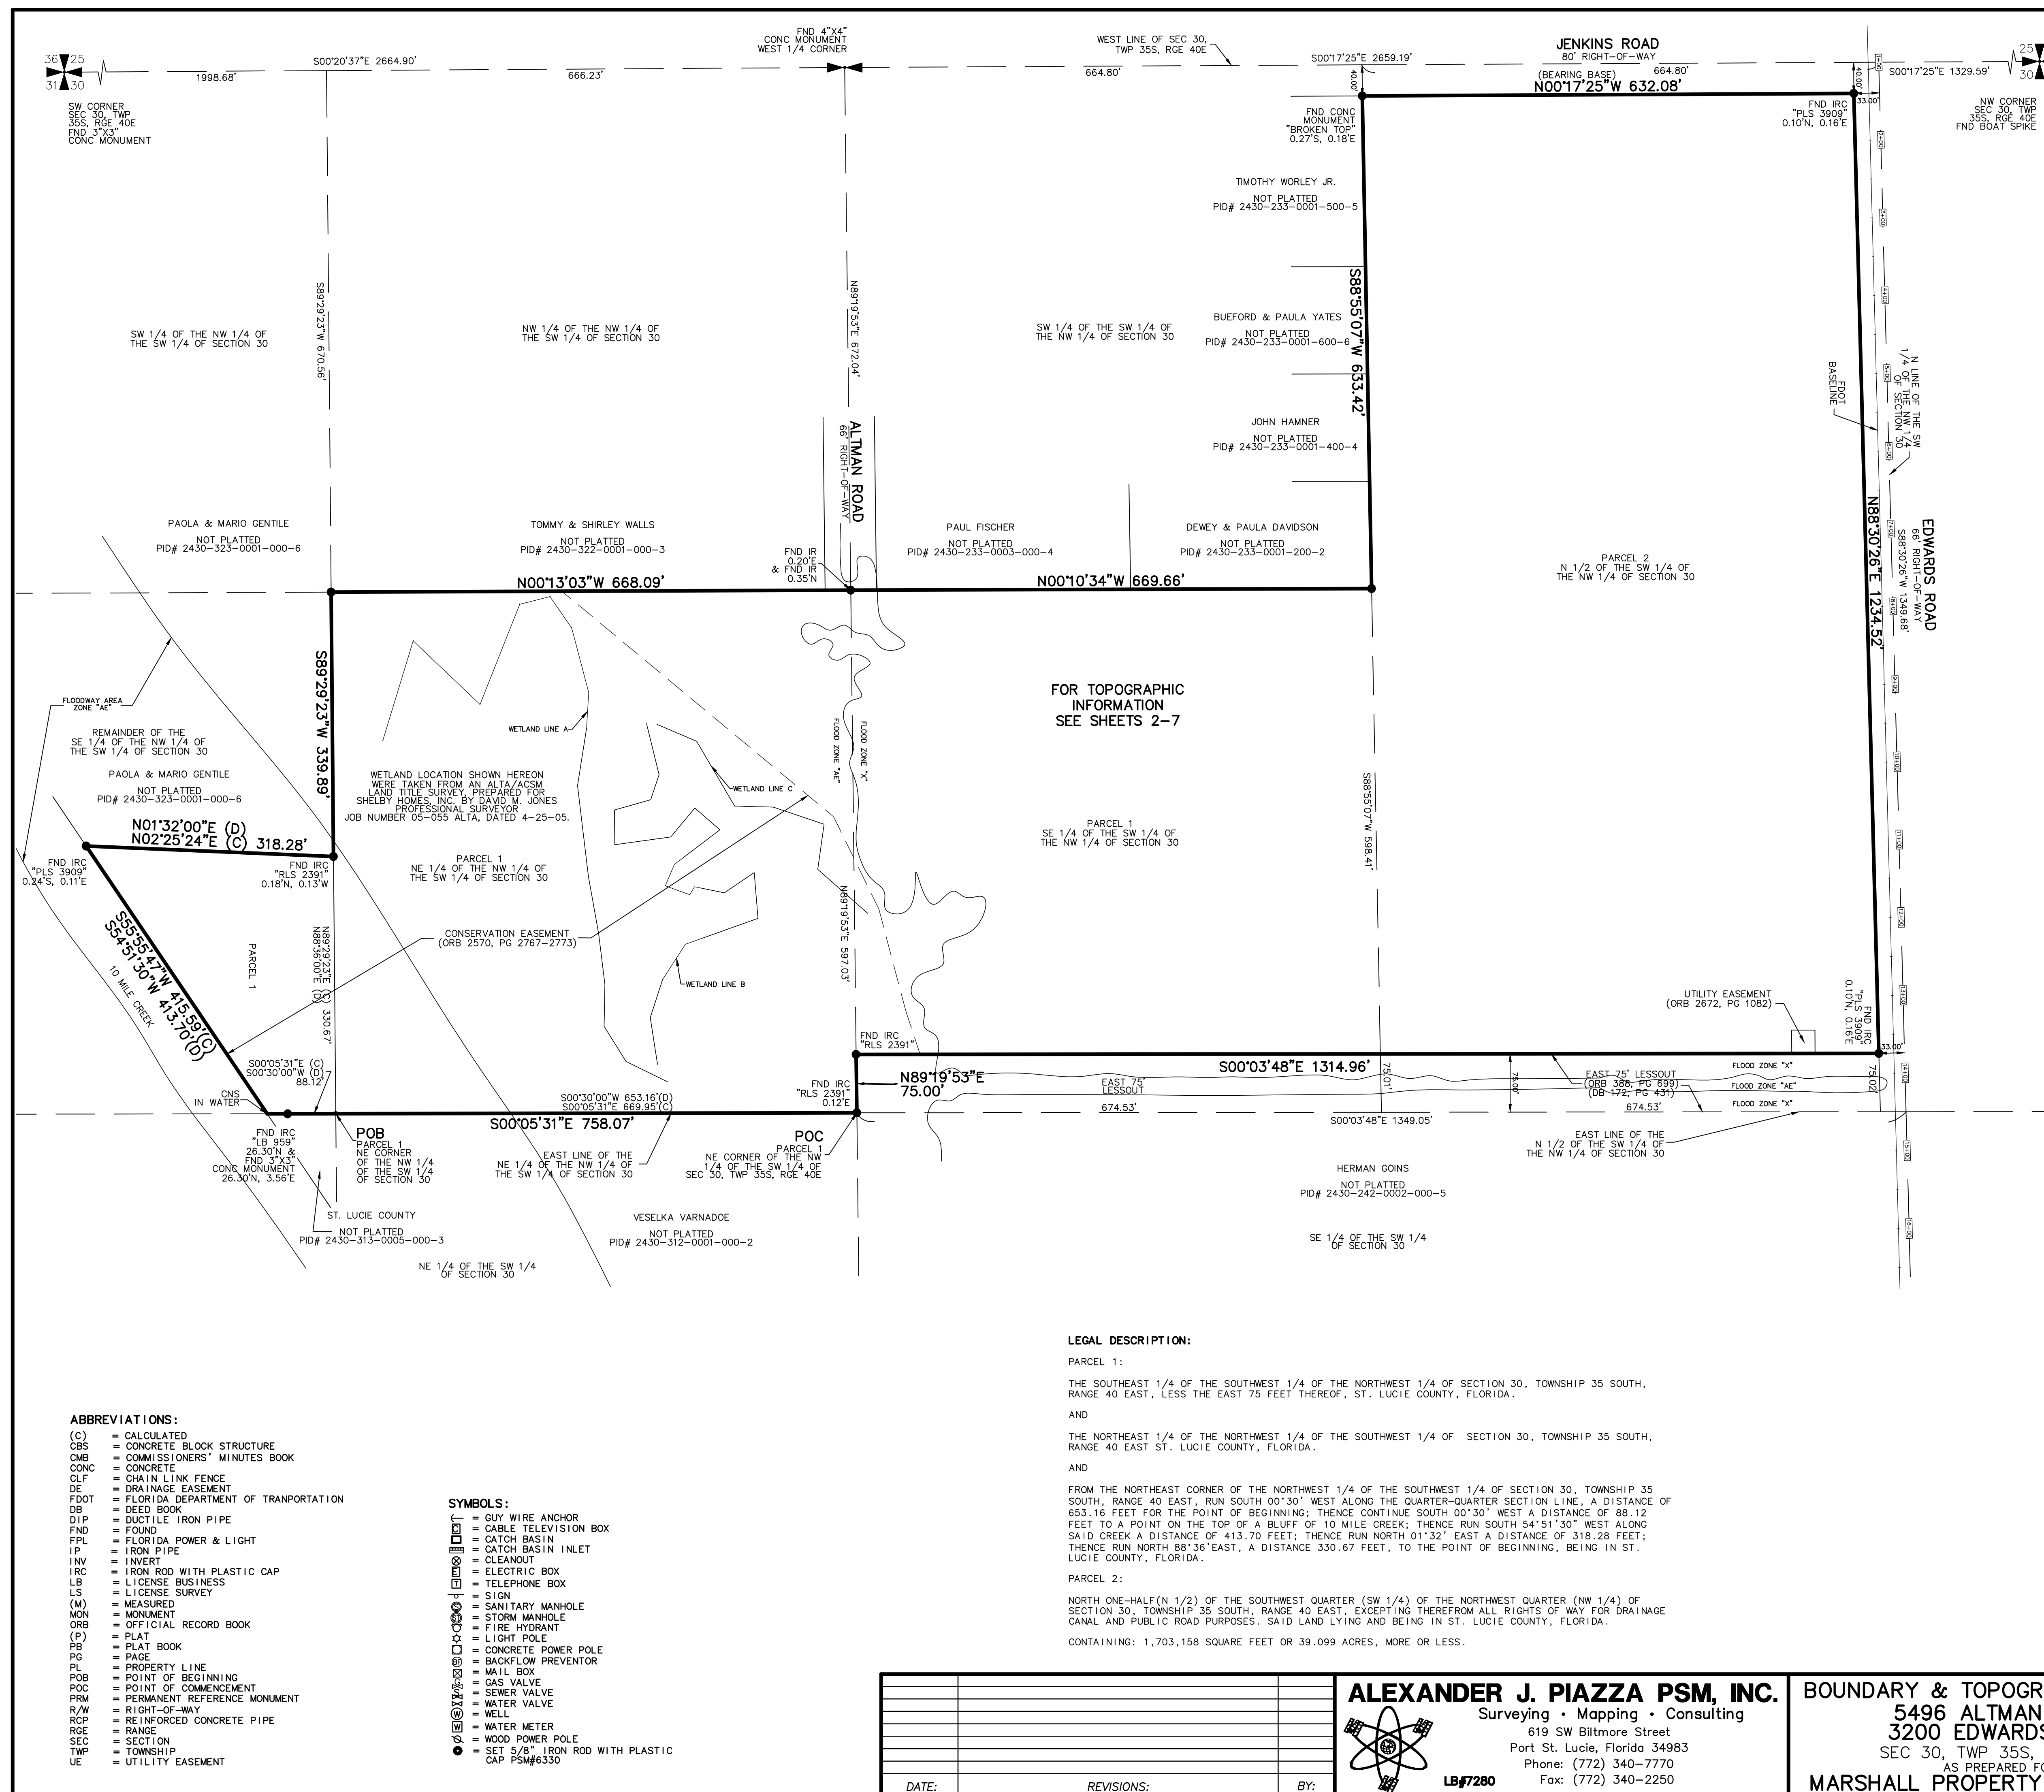 36 25
31 30
SW CORNER
SEC 30, TWP
35S, RGE 40E
FND 3"X3"
CONC MONUMENT
1998.68'
S00°20'37"E 2664.90'
666.23'
FND 4"X4"
CONC MONUMENT
WEST 1/4 CORNER
664.80'
WEST LINE OF SEC 30,
TWP 35S, RGE 40E
S00°17'25"E 2659.19'
JENKINS ROAD
80' RIGHT-OF-WAY
(BEARING BASE)
664.80'
N00°17'25"W 632.08'
40.00'
40.00'
33.00'
S00°17'25"E 1329.59'
25
30
NW CORNER
SEC 30, TWP
35S, RGE 40E
FND BOAT SPIKE
FND CONC
MONUMENT
"BROKEN TOP"
0.27'S, 0.18'E
FND IRC
"PLS 3909"
0.10'N, 0.16'E
TIMOTHY WORLEY JR.
NOT PLATTED
PID# 2430-233-0001-500-5
S88°55'07"W 633.42'
BUEFORD & PAULA YATES
NOT PLATTED
PID# 2430-233-0001-600-6
JOHN HAMNER
NOT PLATTED
PID# 2430-233-0001-400-4
S89°29'23"W 670.56'
N89°19'53"E 672.04'
SW 1/4 OF THE NW 1/4 OF
THE SW 1/4 OF SECTION 30
NW 1/4 OF THE NW 1/4 OF
THE SW 1/4 OF SECTION 30
SW 1/4 OF THE SW 1/4 OF
THE NW 1/4 OF SECTION 30
ALTMAN ROAD
66' RIGHT-OF-WAY
FDOT
BASELINE
N LINE OF THE SW
1/4 OF THE NW 1/4
OF SECTION 30
EDWARDS ROAD
66' RIGHT-OF-WAY
S88°30'26"W 1349.68'
N88°30'26"E 1234.52'
1+00
2+00
3+00
4+00
5+00
6+00
7+00
8+00
9+00
10+00
11+00
12+00
13+00
14+00
15+00
16+00
PAOLA & MARIO GENTILE
NOT PLATTED
PID# 2430-323-0001-000-6
TOMMY & SHIRLEY WALLS
NOT PLATTED
PID# 2430-322-0001-000-3
FND IR
0.20'E
& FND IR
0.35'N
PAUL FISCHER
NOT PLATTED
PID# 2430-233-0003-000-4
DEWEY & PAULA DAVIDSON
NOT PLATTED
PID# 2430-233-0001-200-2
PARCEL 2
N 1/2 OF THE SW 1/4 OF
THE NW 1/4 OF SECTION 30
N00°13'03"W 668.09'
N00°10'34"W 669.66'
FLOODWAY AREA
ZONE "AE"
REMAINDER OF THE
SE 1/4 OF THE NW 1/4 OF
THE SW 1/4 OF SECTION 30
PAOLA & MARIO GENTILE
NOT PLATTED
PID# 2430-323-0001-000-6
S89°29'23"W 339.89'
WETLAND LINE A
WETLAND LOCATION SHOWN HEREON
WERE TAKEN FROM AN ALTA/ACSM
LAND TITLE SURVEY, PREPARED FOR
SHELBY HOMES, INC. BY DAVID M. JONES
PROFESSIONAL SURVEYOR
JOB NUMBER 05-055 ALTA, DATED 4-25-05.
WETLAND LINE C
FLOOD ZONE "AE"
FLOOD ZONE "X"
FOR TOPOGRAPHIC
INFORMATION
SEE SHEETS 2-7
S88°55'07"W 598.41'
N01°32'00"E (D)
N02°25'24"E (C) 318.28'
FND IRC
"PLS 3909"
0.24'S, 0.11'E
FND IRC
"RLS 2391"
0.18'N, 0.13'W
PARCEL 1
NE 1/4 OF THE NW 1/4 OF
THE SW 1/4 OF SECTION 30
PARCEL 1
SE 1/4 OF THE SW 1/4 OF
THE NW 1/4 OF SECTION 30
N89°19'53"E 597.03'
CONSERVATION EASEMENT
(ORB 2570, PG 2767-2773)
WETLAND LINE B
S55°55'47"W 415.59'(C)
S54°51'30"W 413.70'(D)
10 MILE CREEK
PARCEL 1
N89°29'23"E (C) 330.67'
N88°36'00"E (D)
UTILITY EASEMENT
(ORB 2672, PG 1082)
FND IRC
"PLS 3909"
0.10'N, 0.16'E
33.00'
FND IRC
"RLS 2391"
S00°05'31"E (C)
S00°30'00"W (D)
88.12'
CNS
IN WATER
FND IRC
"RLS 2391"
0.12'E
N89°19'53"E
75.00'
S00°03'48"E 1314.96'
EAST 75'
LESSOUT
674.53'
75.01'
75.00'
EAST 75' LESSOUT
(ORB 388, PG 699)
(DB 172, PG 431)
674.53'
FLOOD ZONE "X"
FLOOD ZONE "AE"
FLOOD ZONE "X"
75.02'
S00°30'00"W 653.16'(D)
S00°05'31"E 669.95'(C)
S00°05'31"E 758.07'
S00°03'48"E 1349.05'
FND IRC
"LB 959"
26.30'N &
FND 3"X3"
CONC MONUMENT
26.30'N, 3.56'E
POB
PARCEL 1
NE CORNER
OF THE NW 1/4
OF THE SW 1/4
OF SECTION 30
EAST LINE OF THE
NE 1/4 OF THE NW 1/4 OF
THE SW 1/4 OF SECTION 30
POC
PARCEL 1
NE CORNER OF THE NW
1/4 OF THE SW 1/4 OF
SEC 30, TWP 35S, RGE 40E
EAST LINE OF THE
N 1/2 OF THE SW 1/4 OF
THE NW 1/4 OF SECTION 30
HERMAN GOINS
NOT PLATTED
PID# 2430-242-0002-000-5
ST. LUCIE COUNTY
NOT PLATTED
PID# 2430-313-0005-000-3
VESELKA VARNADOE
NOT PLATTED
PID# 2430-312-0001-000-2
NE 1/4 OF THE SW 1/4
OF SECTION 30
SE 1/4 OF THE SW 1/4
OF SECTION 30
LEGAL DESCRIPTION:
PARCEL 1:
THE SOUTHEAST 1/4 OF THE SOUTHWEST 1/4 OF THE NORTHWEST 1/4 OF SECTION 30, TOWNSHIP 35 SOUTH,
RANGE 40 EAST, LESS THE EAST 75 FEET THEREOF, ST. LUCIE COUNTY, FLORIDA.
AND
THE NORTHEAST 1/4 OF THE NORTHWEST 1/4 OF THE SOUTHWEST 1/4 OF SECTION 30, TOWNSHIP 35 SOUTH,
RANGE 40 EAST ST. LUCIE COUNTY, FLORIDA.
AND
FROM THE NORTHEAST CORNER OF THE NORTHWEST 1/4 OF THE SOUTHWEST 1/4 OF SECTION 30, TOWNSHIP 35
SOUTH, RANGE 40 EAST, RUN SOUTH 00°30' WEST ALONG THE QUARTER-QUARTER SECTION LINE, A DISTANCE OF
653.16 FEET FOR THE POINT OF BEGINNING; THENCE CONTINUE SOUTH 00°30' WEST A DISTANCE OF 88.12
FEET TO A POINT ON THE TOP OF A BLUFF OF 10 MILE CREEK; THENCE RUN SOUTH 54°51'30" WEST ALONG
SAID CREEK A DISTANCE OF 413.70 FEET; THENCE RUN NORTH 01°32' EAST A DISTANCE OF 318.28 FEET;
THENCE RUN NORTH 88°36'EAST, A DISTANCE 330.67 FEET, TO THE POINT OF BEGINNING, BEING IN ST.
LUCIE COUNTY, FLORIDA.
PARCEL 2:
NORTH ONE-HALF(N 1/2) OF THE SOUTHWEST QUARTER (SW 1/4) OF THE NORTHWEST QUARTER (NW 1/4) OF
SECTION 30, TOWNSHIP 35 SOUTH, RANGE 40 EAST, EXCEPTING THEREFROM ALL RIGHTS OF WAY FOR DRAINAGE
CANAL AND PUBLIC ROAD PURPOSES. SAID LAND LYING AND BEING IN ST. LUCIE COUNTY, FLORIDA.
CONTAINING: 1,703,158 SQUARE FEET OR 39.099 ACRES, MORE OR LESS.
ABBREVIATIONS:
(C) = CALCULATED
CBS = CONCRETE BLOCK STRUCTURE
CMB = COMMISSIONERS' MINUTES BOOK
CONC = CONCRETE
CLF = CHAIN LINK FENCE
DE = DRAINAGE EASEMENT
FDOT = FLORIDA DEPARTMENT OF TRANPORTATION
DB = DEED BOOK
DIP = DUCTILE IRON PIPE
FND = FOUND
FPL = FLORIDA POWER & LIGHT
IP = IRON PIPE
INV = INVERT
IRC = IRON ROD WITH PLASTIC CAP
LB = LICENSE BUSINESS
LS = LICENSE SURVEY
(M) = MEASURED
MON = MONUMENT
ORB = OFFICIAL RECORD BOOK
(P) = PLAT
PB = PLAT BOOK
PG = PAGE
PL = PROPERTY LINE
POB = POINT OF BEGINNING
POC = POINT OF COMMENCEMENT
PRM = PERMANENT REFERENCE MONUMENT
R/W = RIGHT-OF-WAY
RCP = REINFORCED CONCRETE PIPE
RGE = RANGE
SEC = SECTION
TWP = TOWNSHIP
UE = UTILITY EASEMENT
SYMBOLS:
= GUY WIRE ANCHOR
C = CABLE TELEVISION BOX
= CATCH BASIN
= CATCH BASIN INLET
= CLEANOUT
E = ELECTRIC BOX
T = TELEPHONE BOX
= SIGN
S = SANITARY MANHOLE
ST = STORM MANHOLE
= FIRE HYDRANT
= LIGHT POLE
= CONCRETE POWER POLE
BF = BACKFLOW PREVENTOR
= MAIL BOX
G = GAS VALVE
S = SEWER VALVE
= WATER VALVE
W = WELL
W = WATER METER
= WOOD POWER POLE
= SET 5/8" IRON ROD WITH PLASTIC
CAP PSM#6330
DATE: REVISIONS: BY:
ALEXANDER J. PIAZZA PSM, INC.
Surveying • Mapping • Consulting
619 SW Biltmore Street
Port St. Lucie, Florida 34983
Phone: (772) 340-7770
LB#7280 Fax: (772) 340-2250
BOUNDARY & TOPOGR
5496 ALTMAN
3200 EDWARDS
SEC 30, TWP 35S,
AS PREPARED FO
MARSHALL PROPERTY